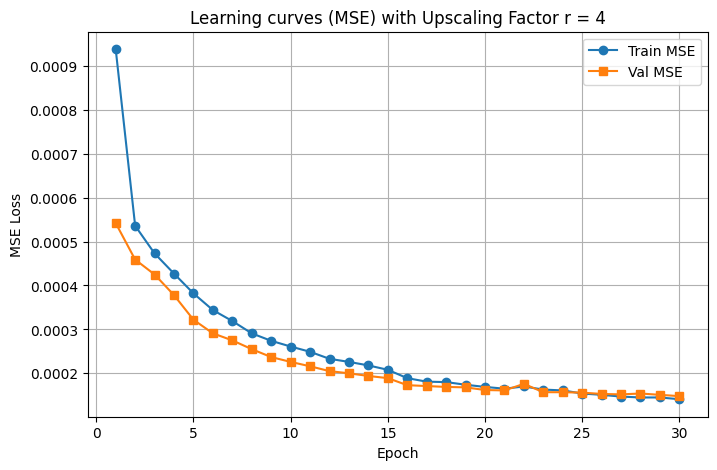 Learning curves (MSE) with Upscaling Factor r = 4
Train MSE
Val MSE
MSE Loss
0.0009
0.0008
0.0007
0.0006
0.0005
0.0004
0.0003
0.0002
0 5 10 15 20 25 30
Epoch